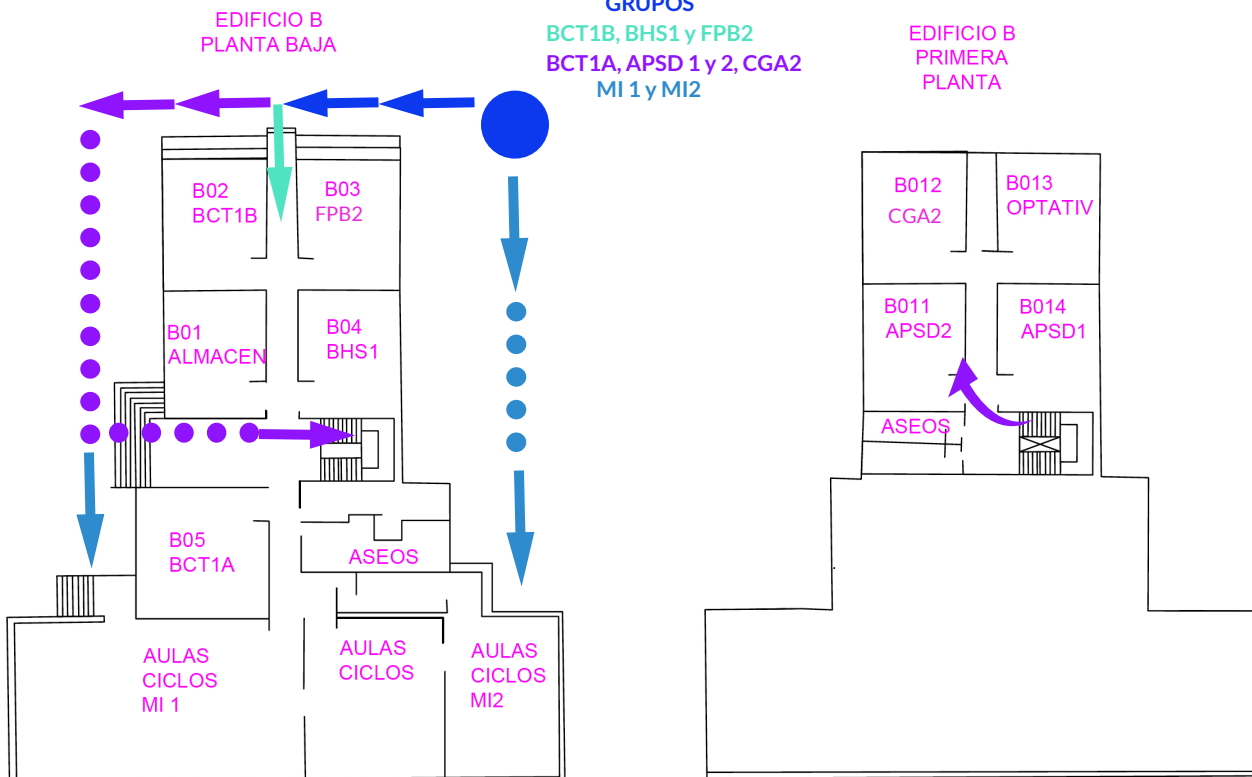 GRUPOS
BCT1B, BHS1 y FPB2
BCT1A, APSD 1 y 2, CGA2
MI 1 y MI2
EDIFICIO B
PLANTA BAJA
B02
BCT1B
B03
FPB2
B01
ALMACEN
B04
BHS1
B05
BCT1A
ASEOS
AULAS
CICLOS
MI 1
AULAS
CICLOS
AULAS
CICLOS
MI2
EDIFICIO B
PRIMERA
PLANTA
B012
CGA2
B013
OPTATIV
B011
APSD2
B014
APSD1
ASEOS